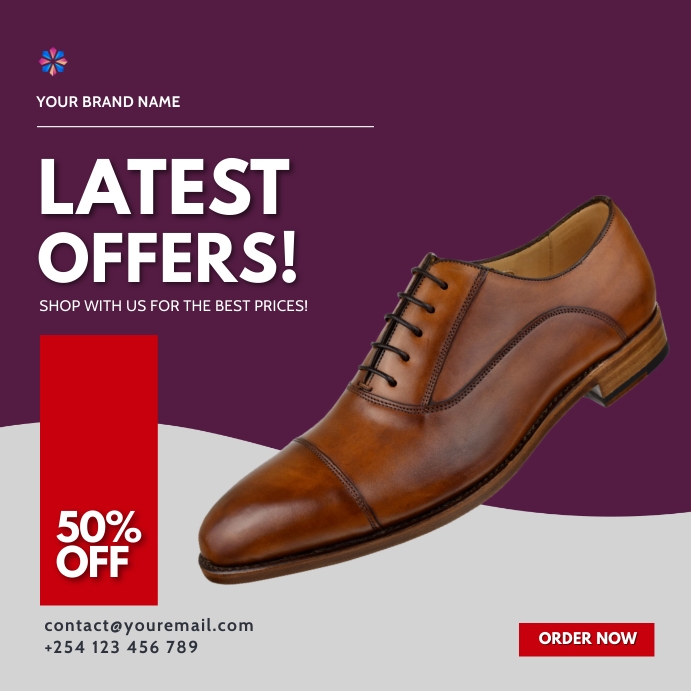 YOUR BRAND NAME
LATEST
OFFERS!
SHOP WITH US FOR THE BEST PRICES!
50%
OFF
contact@youremail.com
+254 123 456 789
ORDER NOW